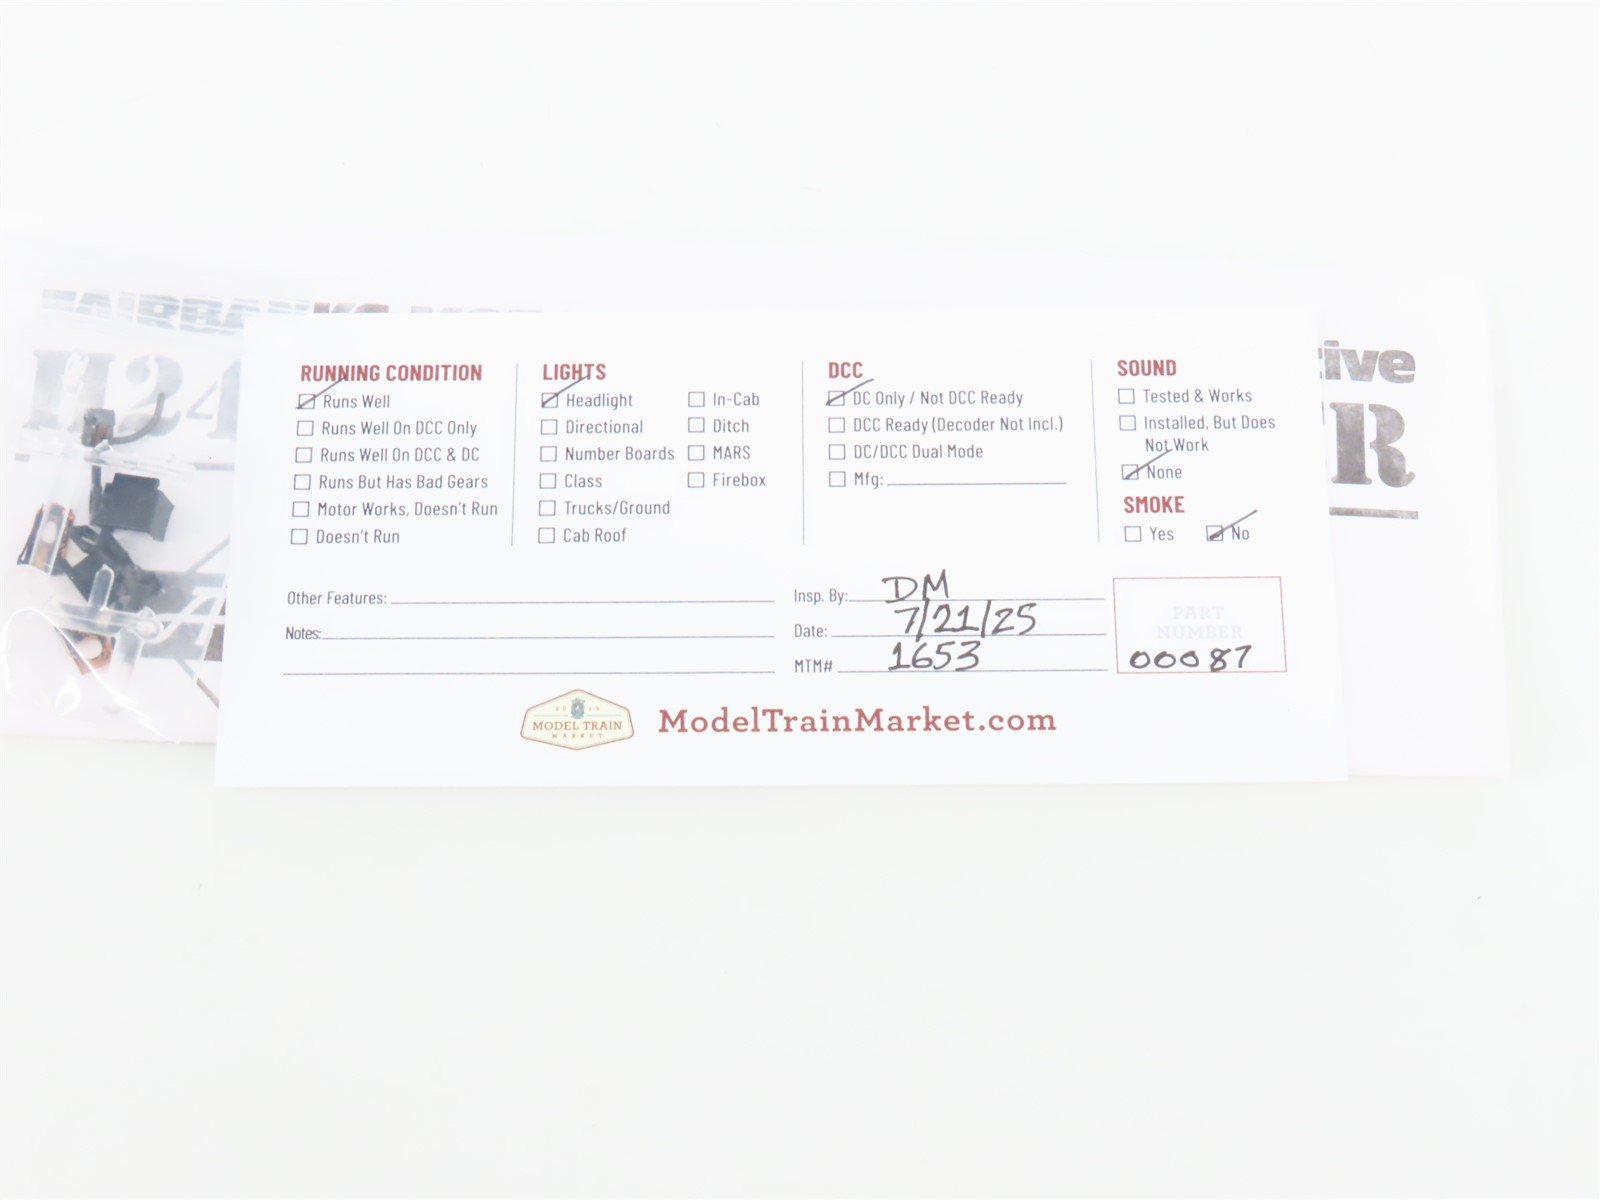 FAIRBANKS
H24
tive
R
RUNNING CONDITION
Runs Well
Runs Well On DCC Only
Runs Well On DCC & DC
Runs But Has Bad Gears
Motor Works, Doesn't Run
Doesn't Run
LIGHTS
Headlight
Directional
Number Boards
Class
Trucks/Ground
Cab Roof
In-Cab
Ditch
MARS
Firebox
DCC
DC Only / Not DCC Ready
DCC Ready (Decoder Not Incl.)
DC/DCC Dual Mode
Mfg:
SOUND
Tested & Works
Installed, But Does
Not Work
None
SMOKE
Yes No
Other Features:
Notes:
Insp. By: DM
Date: 7/21/25
MTM# 1653
PART
NUMBER
00087
2015
MODEL TRAIN
MARKET
ModelTrainMarket.com